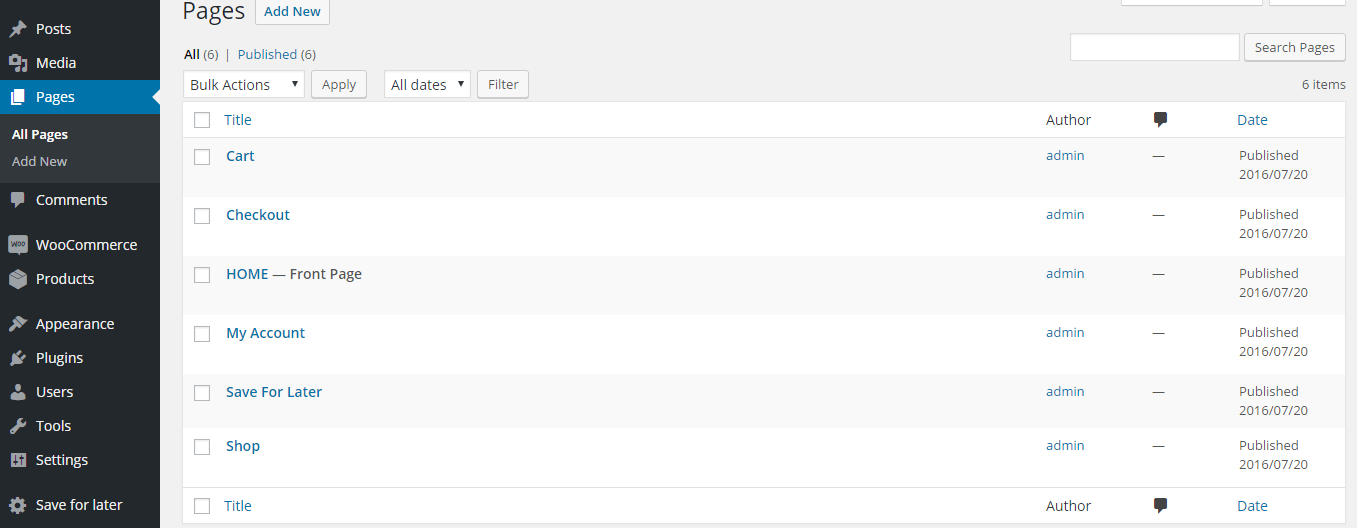 Posts
Media
Pages
All Pages
Add New
Comments
WOO WooCommerce
Products
Appearance
Plugins
Users
Tools
Settings
Save for later
Pages Add New
All (6) | Published (6)
Search Pages
Bulk Actions Apply All dates Filter 6 items
Title Author Date
Cart admin — Published
2016/07/20
Checkout admin — Published
2016/07/20
HOME — Front Page admin — Published
2016/07/20
My Account admin — Published
2016/07/20
Save For Later admin — Published
2016/07/20
Shop admin — Published
2016/07/20
Title Author Date